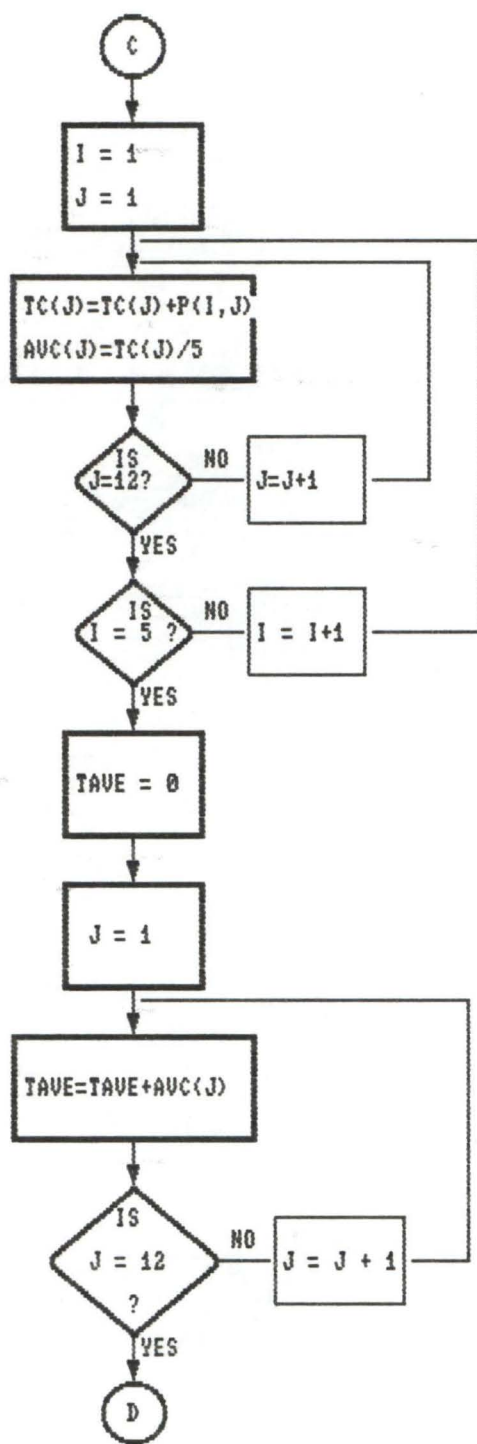 C
I = 1
J = 1
TC(J)=TC(J)+P(I,J)
AVC(J)=TC(J)/5
IS
J=12?
NO
J=J+1
YES
IS
I = 5 ?
NO
I = I+1
YES
TAVE = 0
J = 1
TAVE=TAVE+AVC(J)
IS
J = 12
?
NO
J = J + 1
YES
D